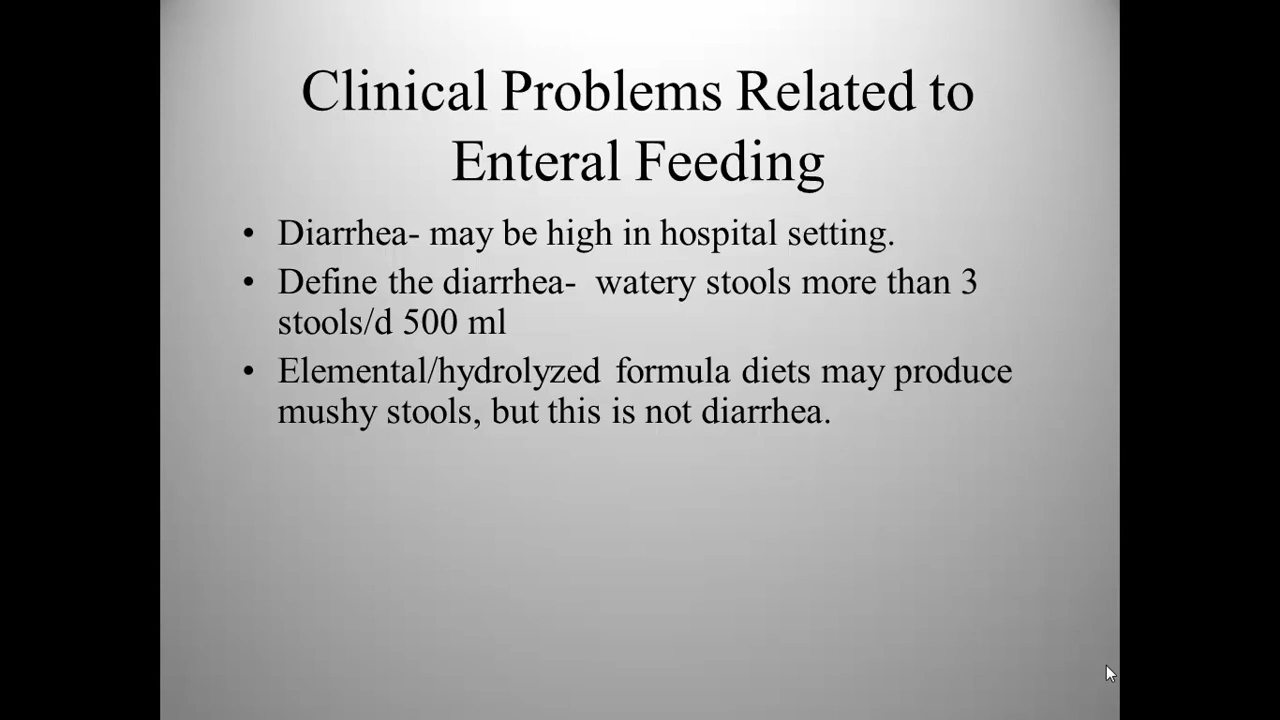 Clinical Problems Related to
Enteral Feeding
• Diarrhea- may be high in hospital setting.
• Define the diarrhea-  watery stools more than 3
stools/d 500 ml
• Elemental/hydrolyzed formula diets may produce
mushy stools, but this is not diarrhea.